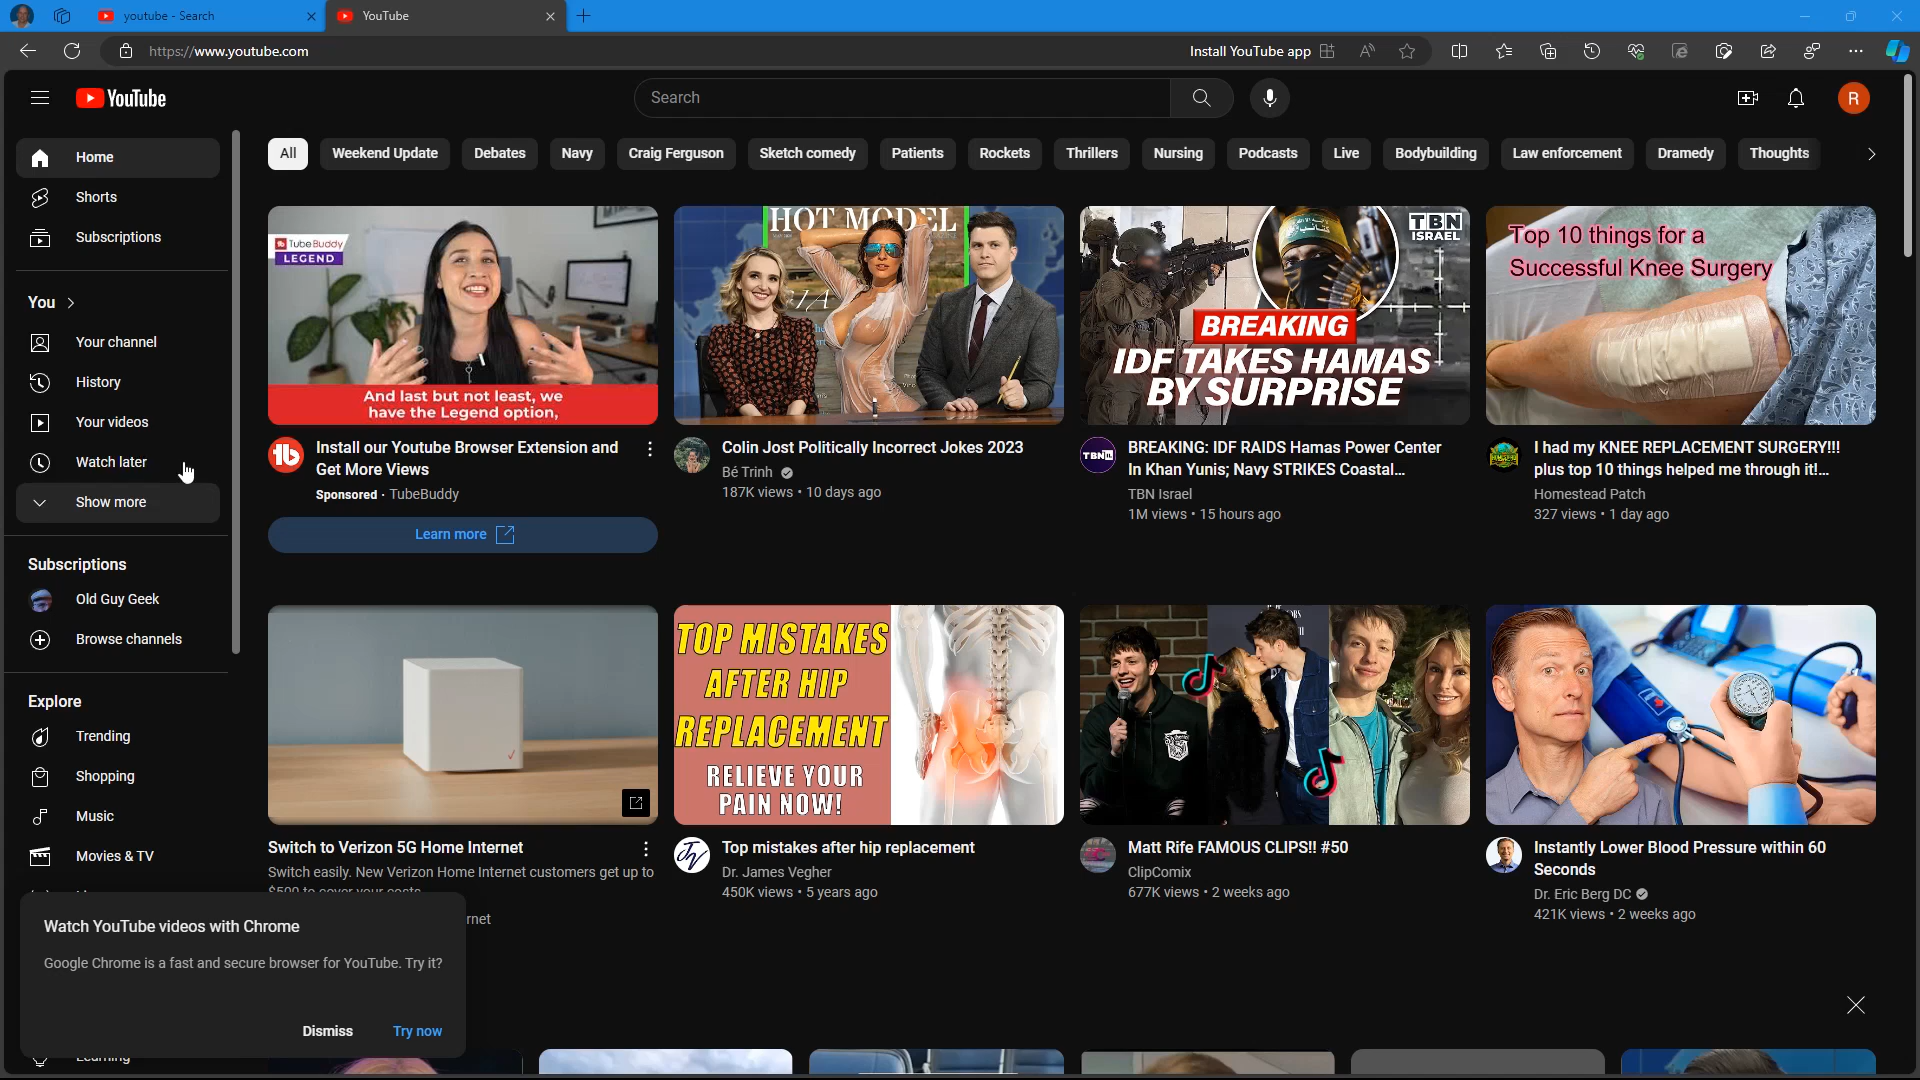 youtube - Search
YouTube
https://www.youtube.com
Install YouTube app
YouTube
Search
R
Home
Shorts
Subscriptions
You
Your channel
History
Your videos
Watch later
Show more
Subscriptions
Old Guy Geek
Browse channels
Explore
Trending
Shopping
Music
Movies & TV
All
Weekend Update
Debates
Navy
Craig Ferguson
Sketch comedy
Patients
Rockets
Thrillers
Nursing
Podcasts
Live
Bodybuilding
Law enforcement
Dramedy
Thoughts
TubeBuddy
LEGEND
And last but not least, we
have the Legend option,
Install our Youtube Browser Extension and
Get More Views
Sponsored · TubeBuddy
Learn more
HOT MODEL
Colin Jost Politically Incorrect Jokes 2023
Bé Trinh
187K views • 10 days ago
TBN
ISRAEL
BREAKING
IDF TAKES HAMAS
BY SURPRISE
TBN IL
BREAKING: IDF RAIDS Hamas Power Center
In Khan Yunis; Navy STRIKES Coastal...
TBN Israel
1M views • 15 hours ago
Top 10 things for a
Successful Knee Surgery
I had my KNEE REPLACEMENT SURGERY!!!
plus top 10 things helped me through it!...
Homestead Patch
327 views • 1 day ago
Switch to Verizon 5G Home Internet
Switch easily. New Verizon Home Internet customers get up to
$500 to cover your costs
rnet
TOP MISTAKES
AFTER HIP
REPLACEMENT
RELIEVE YOUR
PAIN NOW!
Top mistakes after hip replacement
Dr. James Vegher
450K views • 5 years ago
Matt Rife FAMOUS CLIPS!! #50
ClipComix
677K views • 2 weeks ago
Instantly Lower Blood Pressure within 60
Seconds
Dr. Eric Berg DC
421K views • 2 weeks ago
Watch YouTube videos with Chrome
Google Chrome is a fast and secure browser for YouTube. Try it?
Dismiss
Try now
Learning